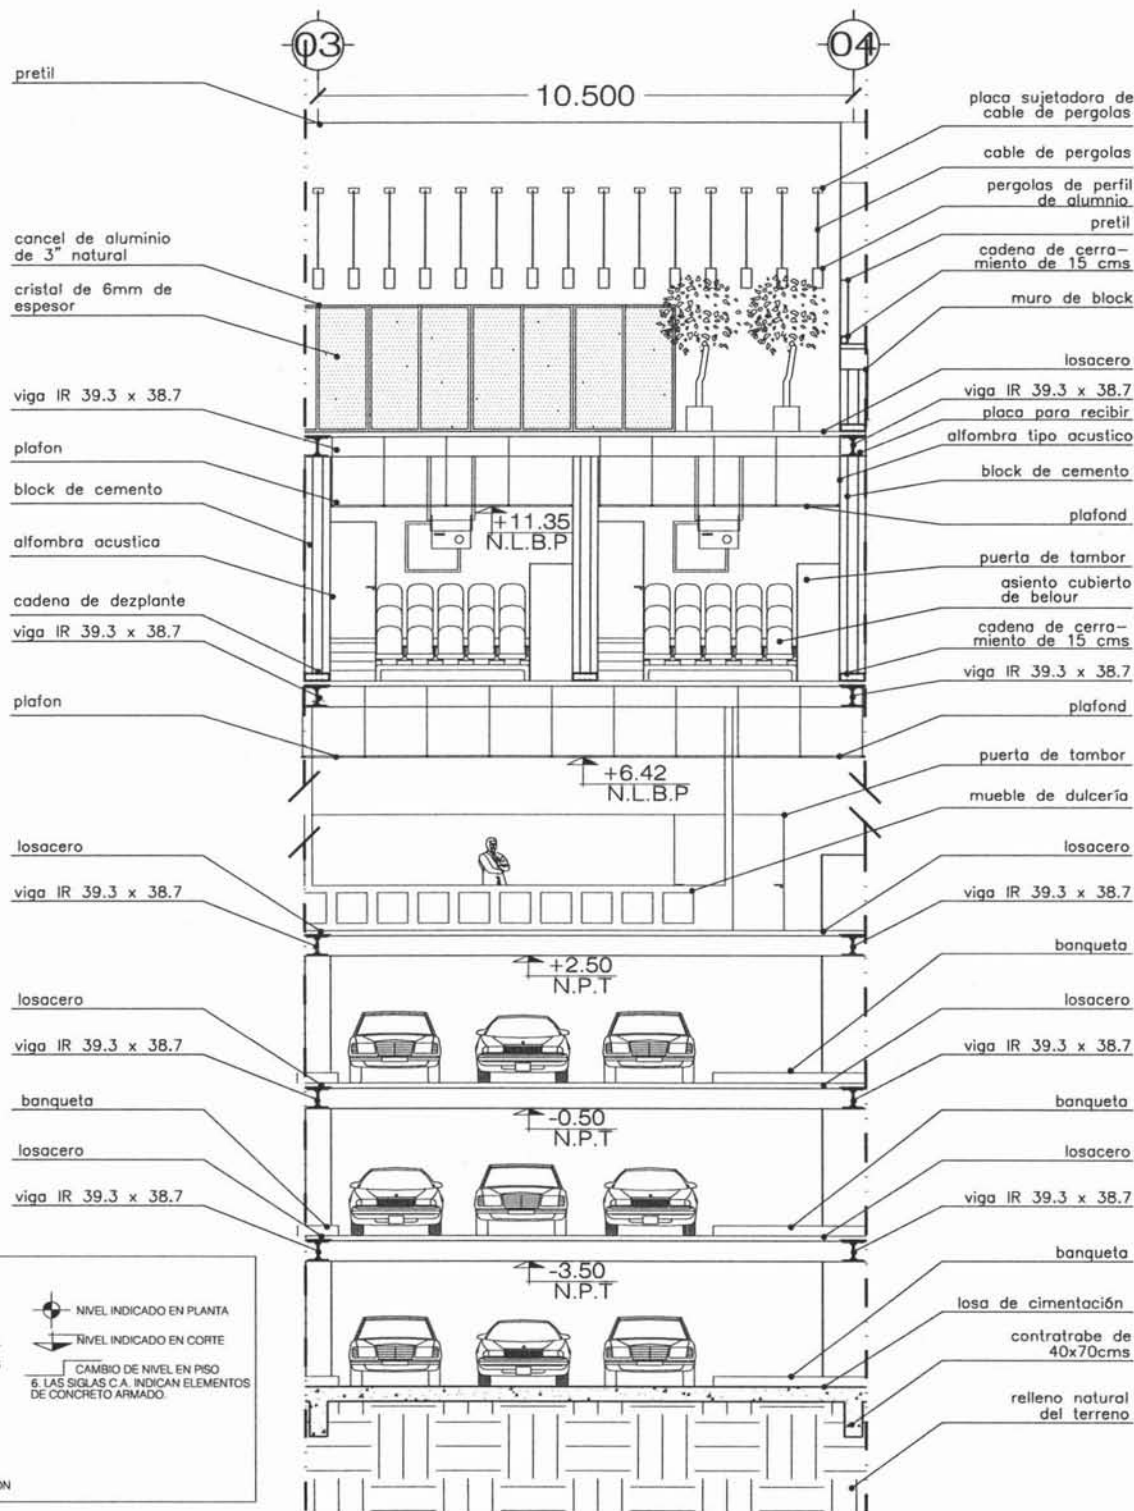 03
04
10.500
pretil
cancel de aluminio
de 3" natural
cristal de 6mm de
espesor
viga IR 39.3 x 38.7
plafon
block de cemento
alfombra acustica
cadena de dezplante
viga IR 39.3 x 38.7
plafon
losacero
viga IR 39.3 x 38.7
losacero
viga IR 39.3 x 38.7
banqueta
losacero
viga IR 39.3 x 38.7
+11.35
N.L.B.P
+6.42
N.L.B.P
+2.50
N.P.T
-0.50
N.P.T
-3.50
N.P.T
placa sujetadora de
cable de pergolas
cable de pergolas
pergolas de perfil
de alumnio
pretil
cadena de cerra-
miento de 15 cms
muro de block
losacero
viga IR 39.3 x 38.7
placa para recibir
alfombra tipo acustico
block de cemento
plafond
puerta de tambor
asiento cubierto
de belour
cadena de cerra-
miento de 15 cms
viga IR 39.3 x 38.7
plafond
puerta de tambor
mueble de dulcería
losacero
viga IR 39.3 x 38.7
banqueta
losacero
viga IR 39.3 x 38.7
banqueta
losacero
viga IR 39.3 x 38.7
banqueta
losa de cimentación
contratrabe de
40x70cms
relleno natural
del terreno
NIVEL INDICADO EN PLANTA
NIVEL INDICADO EN CORTE
CAMBIO DE NIVEL EN PISO
6. LAS SIGLAS C.A. INDICAN ELEMENTOS
DE CONCRETO ARMADO.